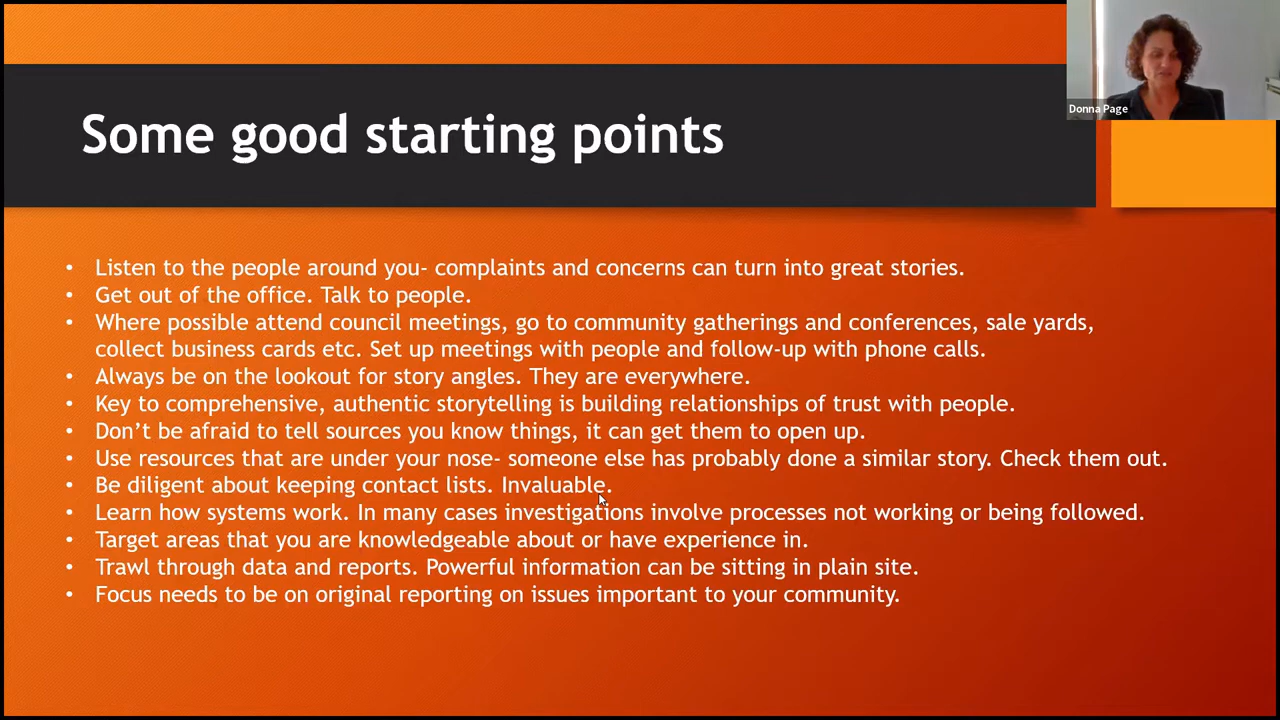 Donna Page
Some good starting points
• Listen to the people around you- complaints and concerns can turn into great stories.
• Get out of the office. Talk to people.
• Where possible attend council meetings, go to community gatherings and conferences, sale yards,
collect business cards etc. Set up meetings with people and follow-up with phone calls.
• Always be on the lookout for story angles. They are everywhere.
• Key to comprehensive, authentic storytelling is building relationships of trust with people.
• Don’t be afraid to tell sources you know things, it can get them to open up.
• Use resources that are under your nose- someone else has probably done a similar story. Check them out.
• Be diligent about keeping contact lists. Invaluable.
• Learn how systems work. In many cases investigations involve processes not working or being followed.
• Target areas that you are knowledgeable about or have experience in.
• Trawl through data and reports. Powerful information can be sitting in plain site.
• Focus needs to be on original reporting on issues important to your community.